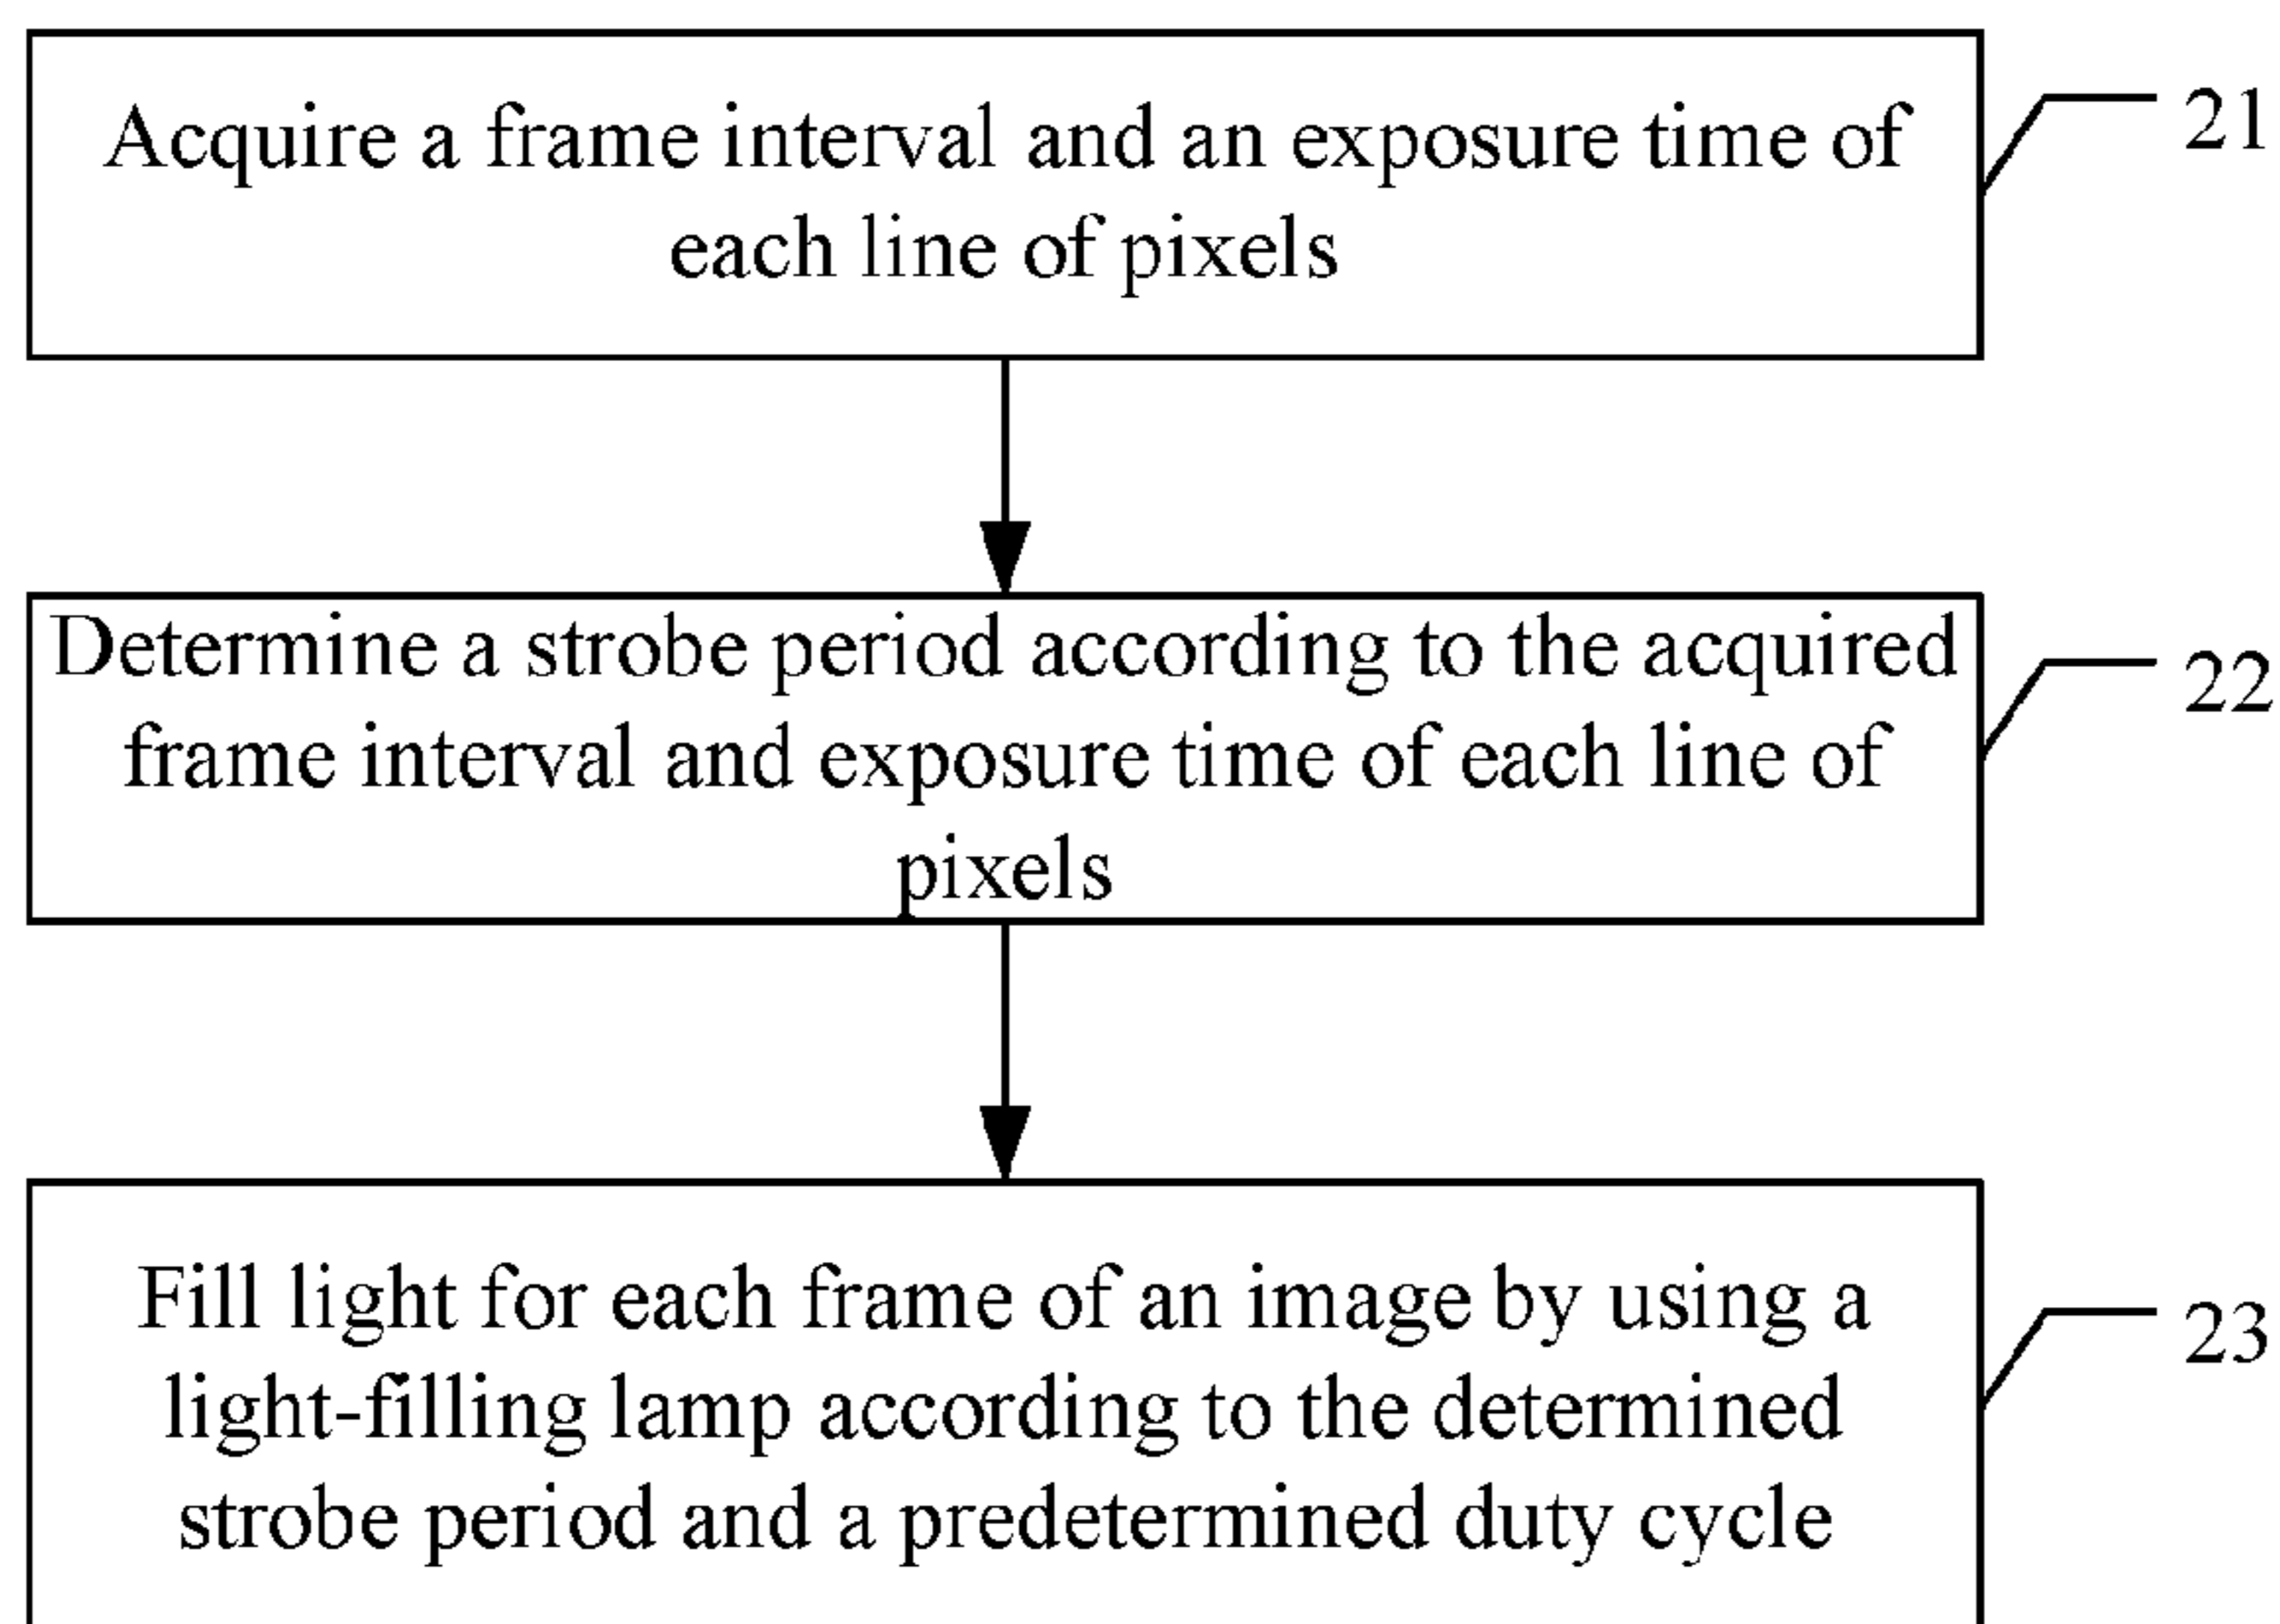 Acquire a frame interval and an exposure time of
each line of pixels
21
Determine a strobe period according to the acquired
frame interval and exposure time of each line of
pixels
22
Fill light for each frame of an image by using a
light-filling lamp according to the determined
strobe period and a predetermined duty cycle
23